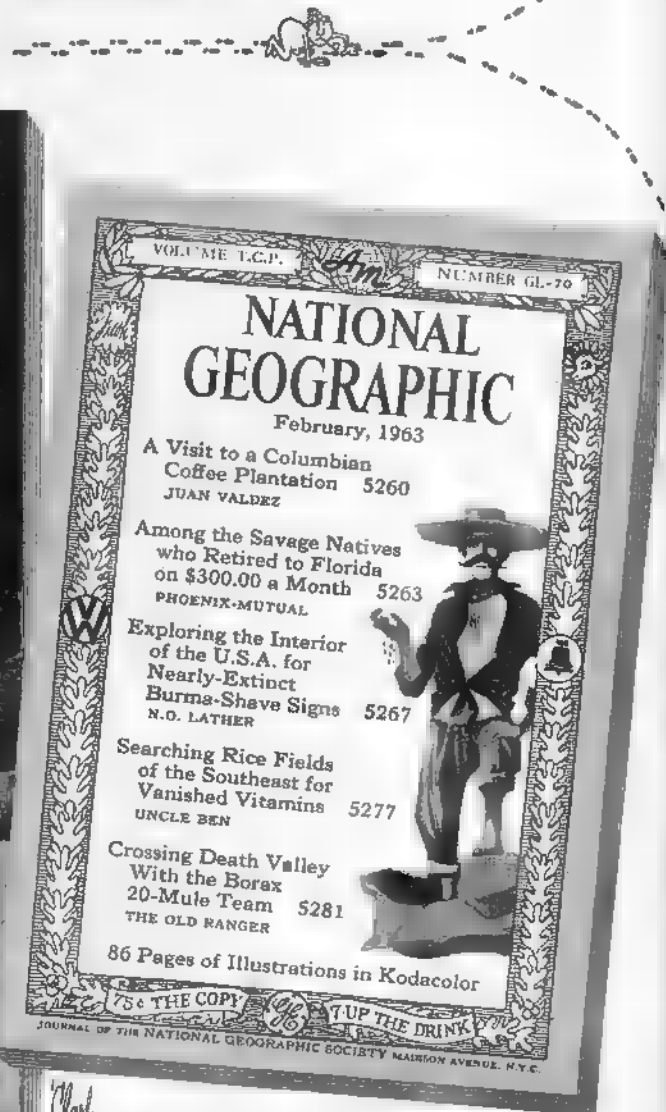 VOLUME T.C.P.
Am
NUMBER GL-70
NATIONAL
GEOGRAPHIC
February, 1963
A Visit to a Columbian
Coffee Plantation 5260
JUAN VALDEZ
Among the Savage Natives
who Retired to Florida
on $300.00 a Month 5263
PHOENIX-MUTUAL
W
Exploring the Interior
of the U.S.A. for
Nearly-Extinct
Burma-Shave Signs 5267
N.O. LATHER
Searching Rice Fields
of the Southeast for
Vanished Vitamins 5277
UNCLE BEN
Crossing Death Valley
With the Borax
20-Mule Team 5281
THE OLD RANGER
86 Pages of Illustrations in Kodacolor
75¢ THE COPY
GE
7-UP THE DRINK
JOURNAL OF THE NATIONAL GEOGRAPHIC SOCIETY MADISON AVENUE, N.Y.C.